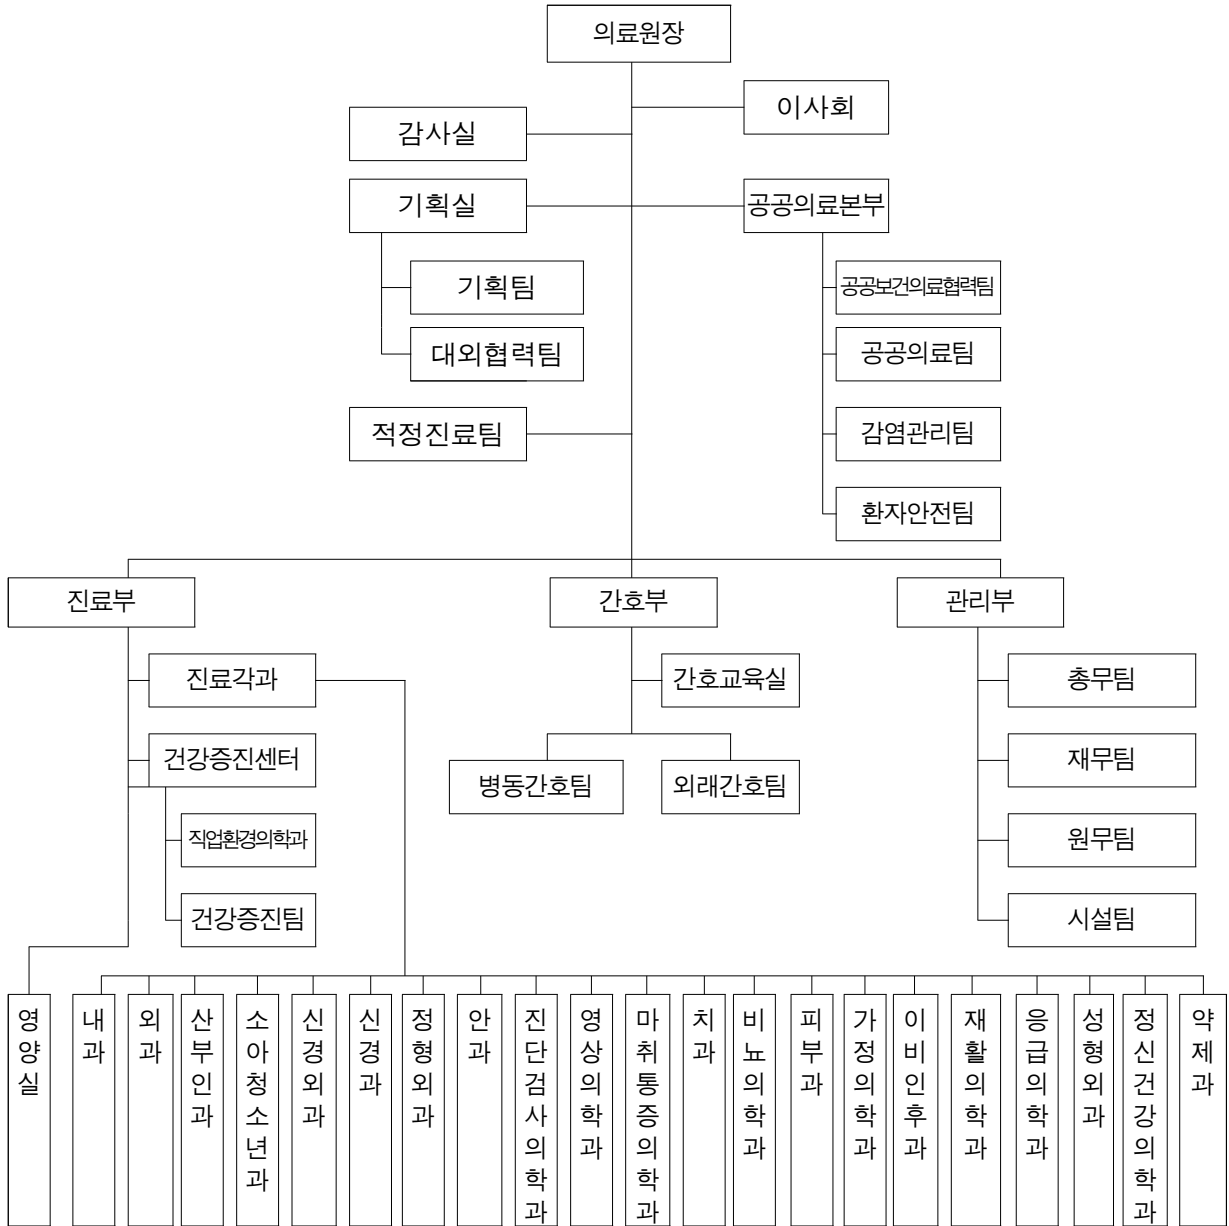 의료원장
이사회
감사실
기획실
공공의료본부
기획팀
공공보건의료협력팀
대외협력팀
공공의료팀
적정진료팀
감염관리팀
환자안전팀
진료부
간호부
관리부
진료각과
간호교육실
총무팀
건강증진센터
병동간호팀
외래간호팀
재무팀
직업환경의학과
원무팀
건강증진팀
시설팀
영양실
내과
외과
산부인과
소아청소년과
신경외과
신경과
정형외과
안과
진단검사의학과
영상의학과
마취통증의학과
치과
비뇨의학과
피부과
가정의학과
이비인후과
재활의학과
응급의학과
성형외과
정신건강의학과
약제과